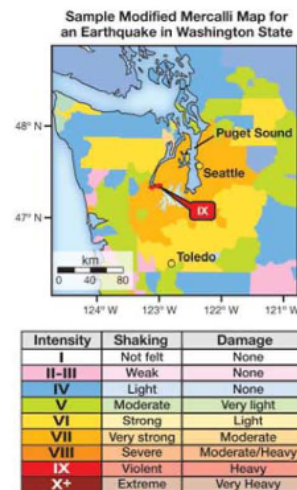 Sample Modified Mercalli Map for
an Earthquake in Washington State
48° N
Puget Sound
Seattle
47° N
IX
km
Toledo
0 40 80
124° W 123° W 122° W 121° W
Intensity Shaking Damage
I Not felt None
II-III Weak None
IV Light None
V Moderate Very light
VI Strong Light
VII Very strong Moderate
VIII Severe Moderate/Heavy
IX Violent Heavy
X+ Extreme Very Heavy